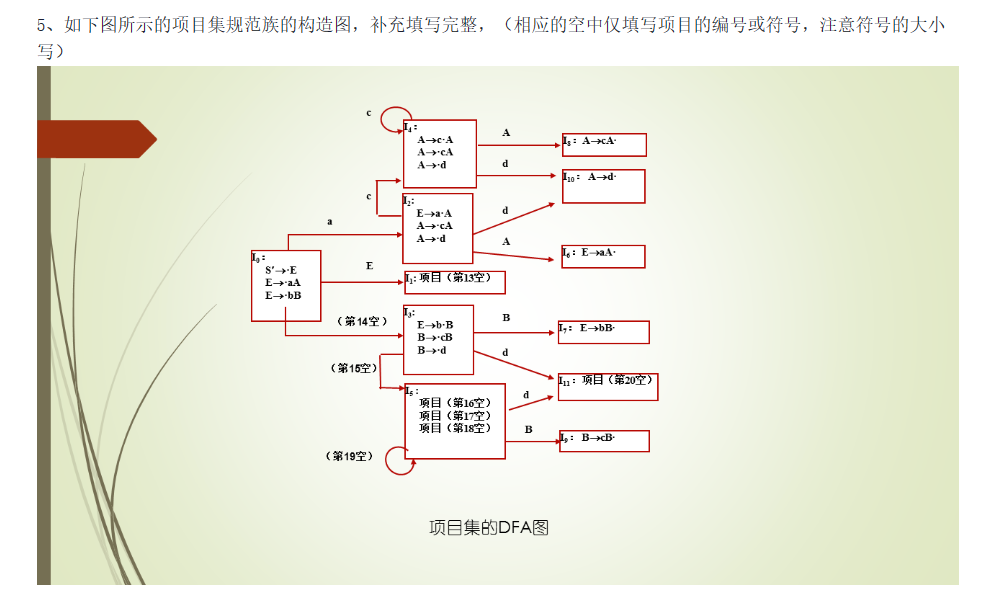 5、如下图所示的项目集规范族的构造图，补充填写完整，（相应的空中仅填写项目的编号或符号，注意符号的大小
写）
c
I₄：
A→c·A
A→·cA
A→·d
A
I₈：A→cA·
d
I₁₀：A→d·
c
I₂:
E→a·A
A→·cA
A→·d
d
A
I₆：E→aA·
a
I₀：
S′→·E
E→·aA
E→·bB
E
I₁: 项目（第13空）
（第14空）
I₃:
E→b·B
B→·cB
B→·d
B
I₇：E→bB·
d
I₁₁：项目（第20空）
（第15空）
I₅：
项目（第16空）
项目（第17空）
项目（第18空）
d
B
I₉：B→cB·
（第19空）
项目集的DFA图